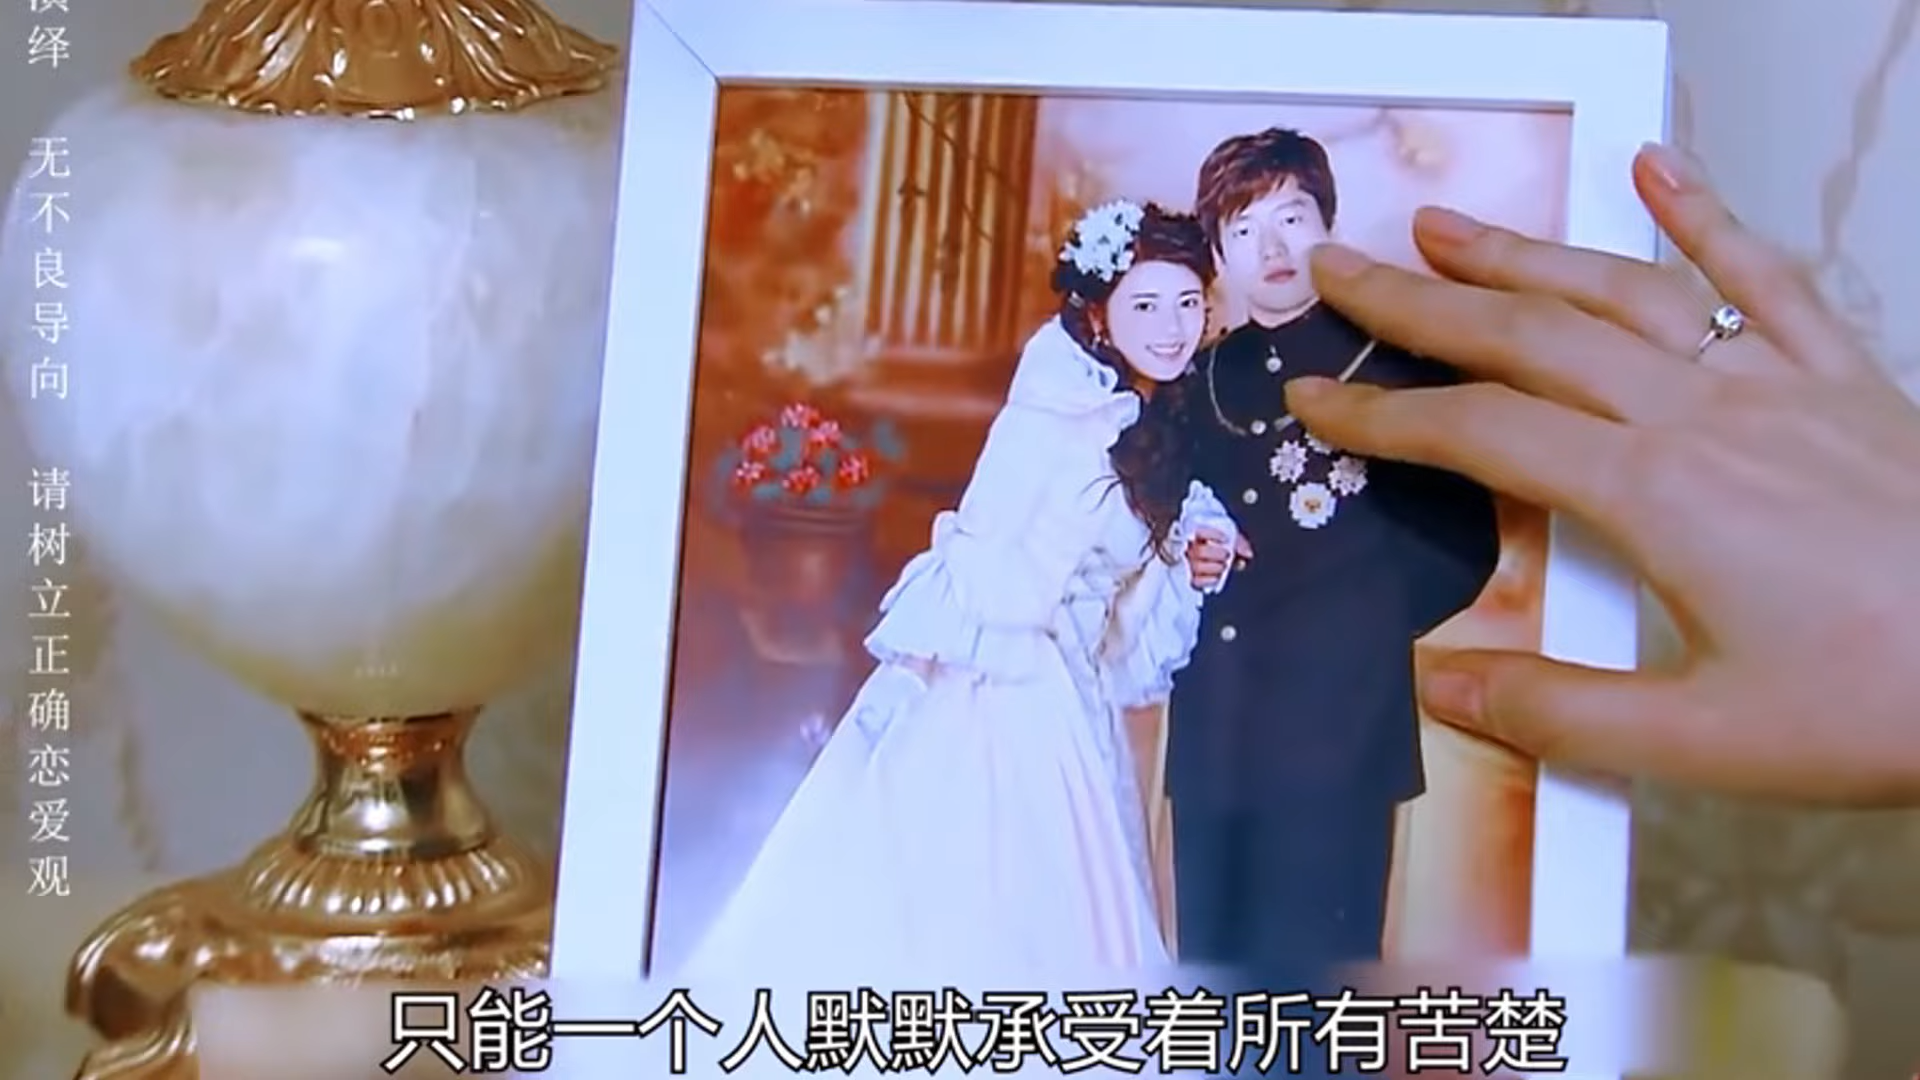 绎 无不良导向 请树立正确恋爱观
只能一个人默默承受着所有苦楚